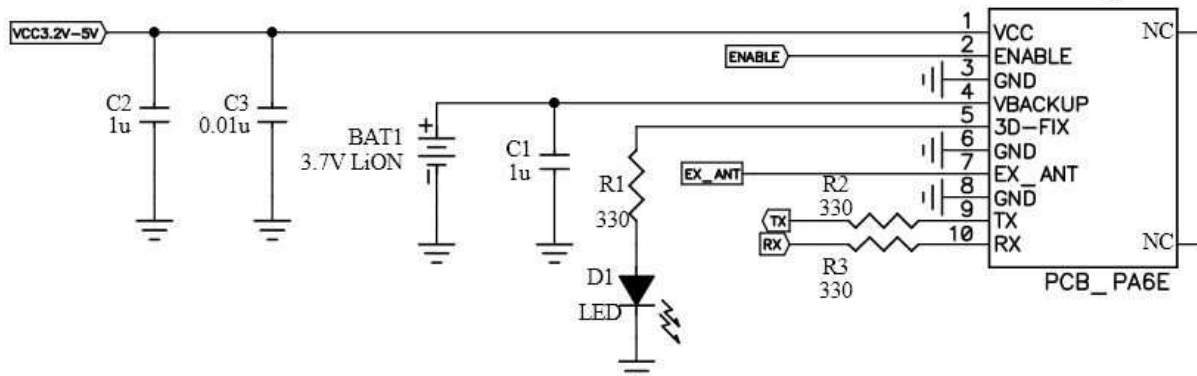 VCC3.2V-5V
C2
1u
C3
0.01u
BAT1
3.7V LiON
+
C1
1u
R1
330
D1
LED
ENABLE
EX_ANT
TX
RX
R2
330
R3
330
1 VCC
2 ENABLE
3 GND
4 VBACKUP
5 3D-FIX
6 GND
7 EX_ANT
8 GND
9 TX
10 RX
NC
NC
PCB_PA6E